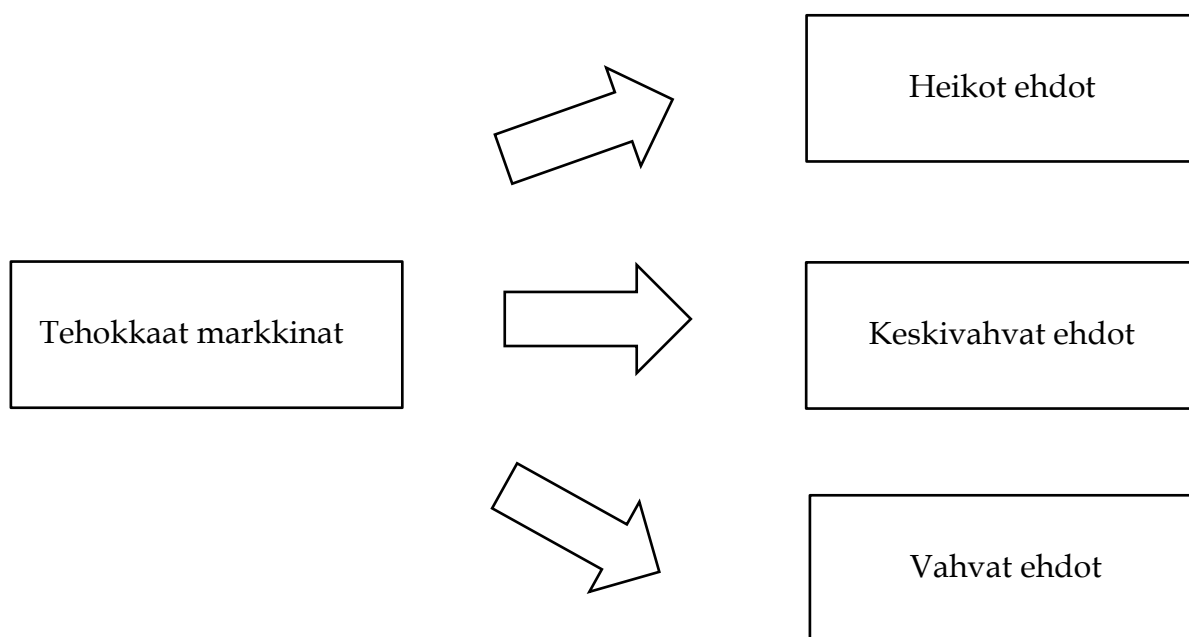 Heikot ehdot
Tehokkaat markkinat
Keskivahvat ehdot
Vahvat ehdot